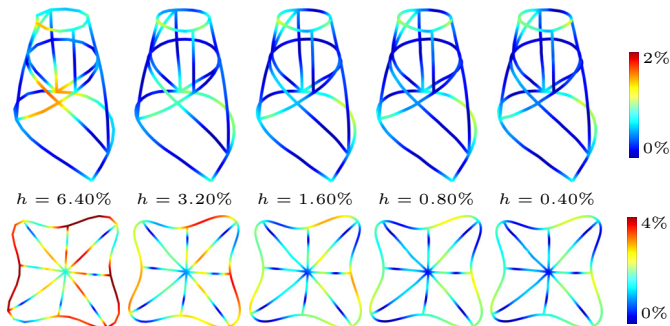 2%
0%
h = 6.40% h = 3.20% h = 1.60% h = 0.80% h = 0.40%
4%
0%